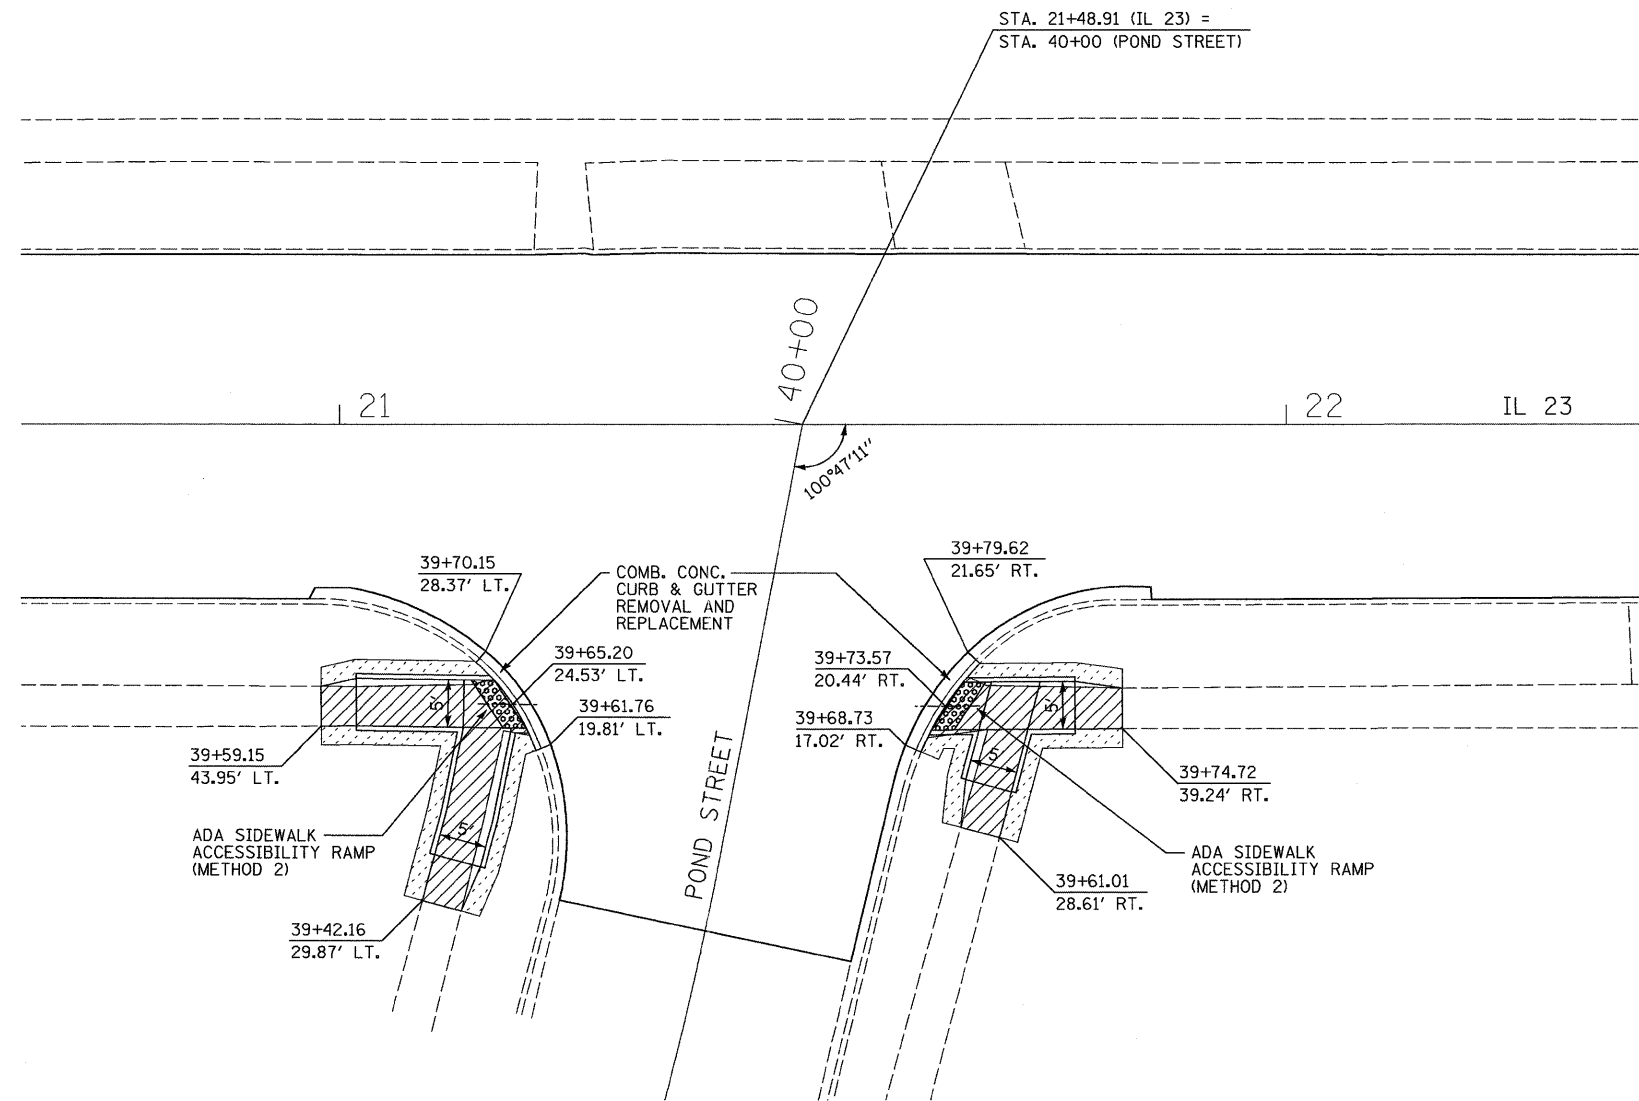 STA. 21+48.91 (IL 23) =
STA. 40+00 (POND STREET)
40+00
21
22
IL 23
100°47'11"
39+70.15
28.37' LT.
COMB. CONC.
CURB & GUTTER
REMOVAL AND
REPLACEMENT
39+79.62
21.65' RT.
39+65.20
24.53' LT.
39+73.57
20.44' RT.
39+61.76
19.81' LT.
39+68.73
17.02' RT.
5'
5'
39+59.15
43.95' LT.
POND STREET
5'
39+74.72
39.24' RT.
ADA SIDEWALK
ACCESSIBILITY RAMP
(METHOD 2)
5'
ADA SIDEWALK
ACCESSIBILITY RAMP
(METHOD 2)
39+61.01
28.61' RT.
39+42.16
29.87' LT.